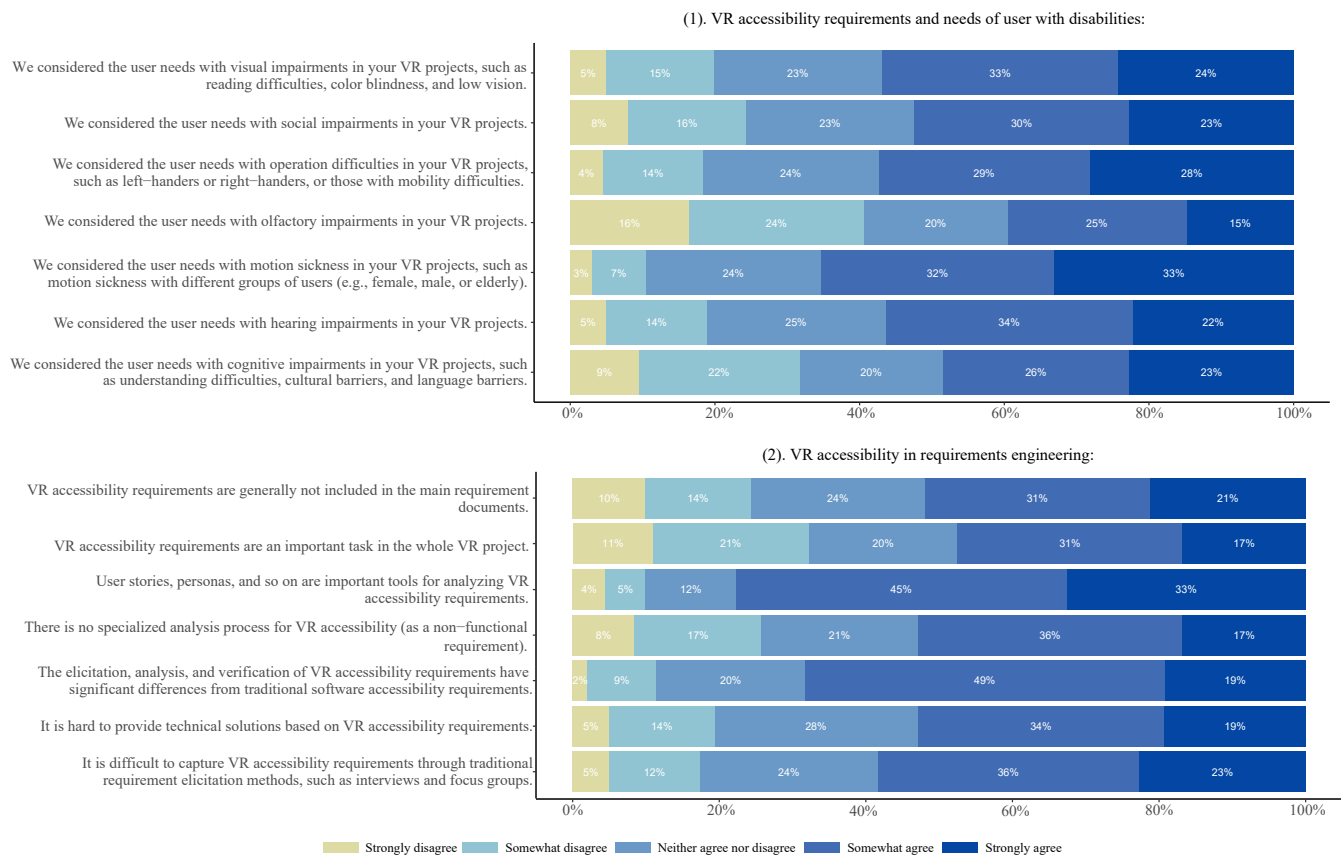 (1). VR accessibility requirements and needs of user with disabilities:
We considered the user needs with visual impairments in your VR projects, such as
reading difficulties, color blindness, and low vision.
5% 15% 23% 33% 24%
We considered the user needs with social impairments in your VR projects.
8% 16% 23% 30% 23%
We considered the user needs with operation difficulties in your VR projects,
such as left−handers or right−handers, or those with mobility difficulties.
4% 14% 24% 29% 28%
We considered the user needs with olfactory impairments in your VR projects.
16% 24% 20% 25% 15%
We considered the user needs with motion sickness in your VR projects, such as
motion sickness with different groups of users (e.g., female, male, or elderly).
3% 7% 24% 32% 33%
We considered the user needs with hearing impairments in your VR projects.
5% 14% 25% 34% 22%
We considered the user needs with cognitive impairments in your VR projects, such
as understanding difficulties, cultural barriers, and language barriers.
9% 22% 20% 26% 23%
0% 20% 40% 60% 80% 100%
(2). VR accessibility in requirements engineering:
VR accessibility requirements are generally not included in the main requirement
documents.
10% 14% 24% 31% 21%
VR accessibility requirements are an important task in the whole VR project.
11% 21% 20% 31% 17%
User stories, personas, and so on are important tools for analyzing VR
accessibility requirements.
4% 5% 12% 45% 33%
There is no specialized analysis process for VR accessibility (as a non−functional
requirement).
8% 17% 21% 36% 17%
The elicitation, analysis, and verification of VR accessibility requirements have
significant differences from traditional software accessibility requirements.
2% 9% 20% 49% 19%
It is hard to provide technical solutions based on VR accessibility requirements.
5% 14% 28% 34% 19%
It is difficult to capture VR accessibility requirements through traditional
requirement elicitation methods, such as interviews and focus groups.
5% 12% 24% 36% 23%
0% 20% 40% 60% 80% 100%
Strongly disagree Somewhat disagree Neither agree nor disagree Somewhat agree Strongly agree